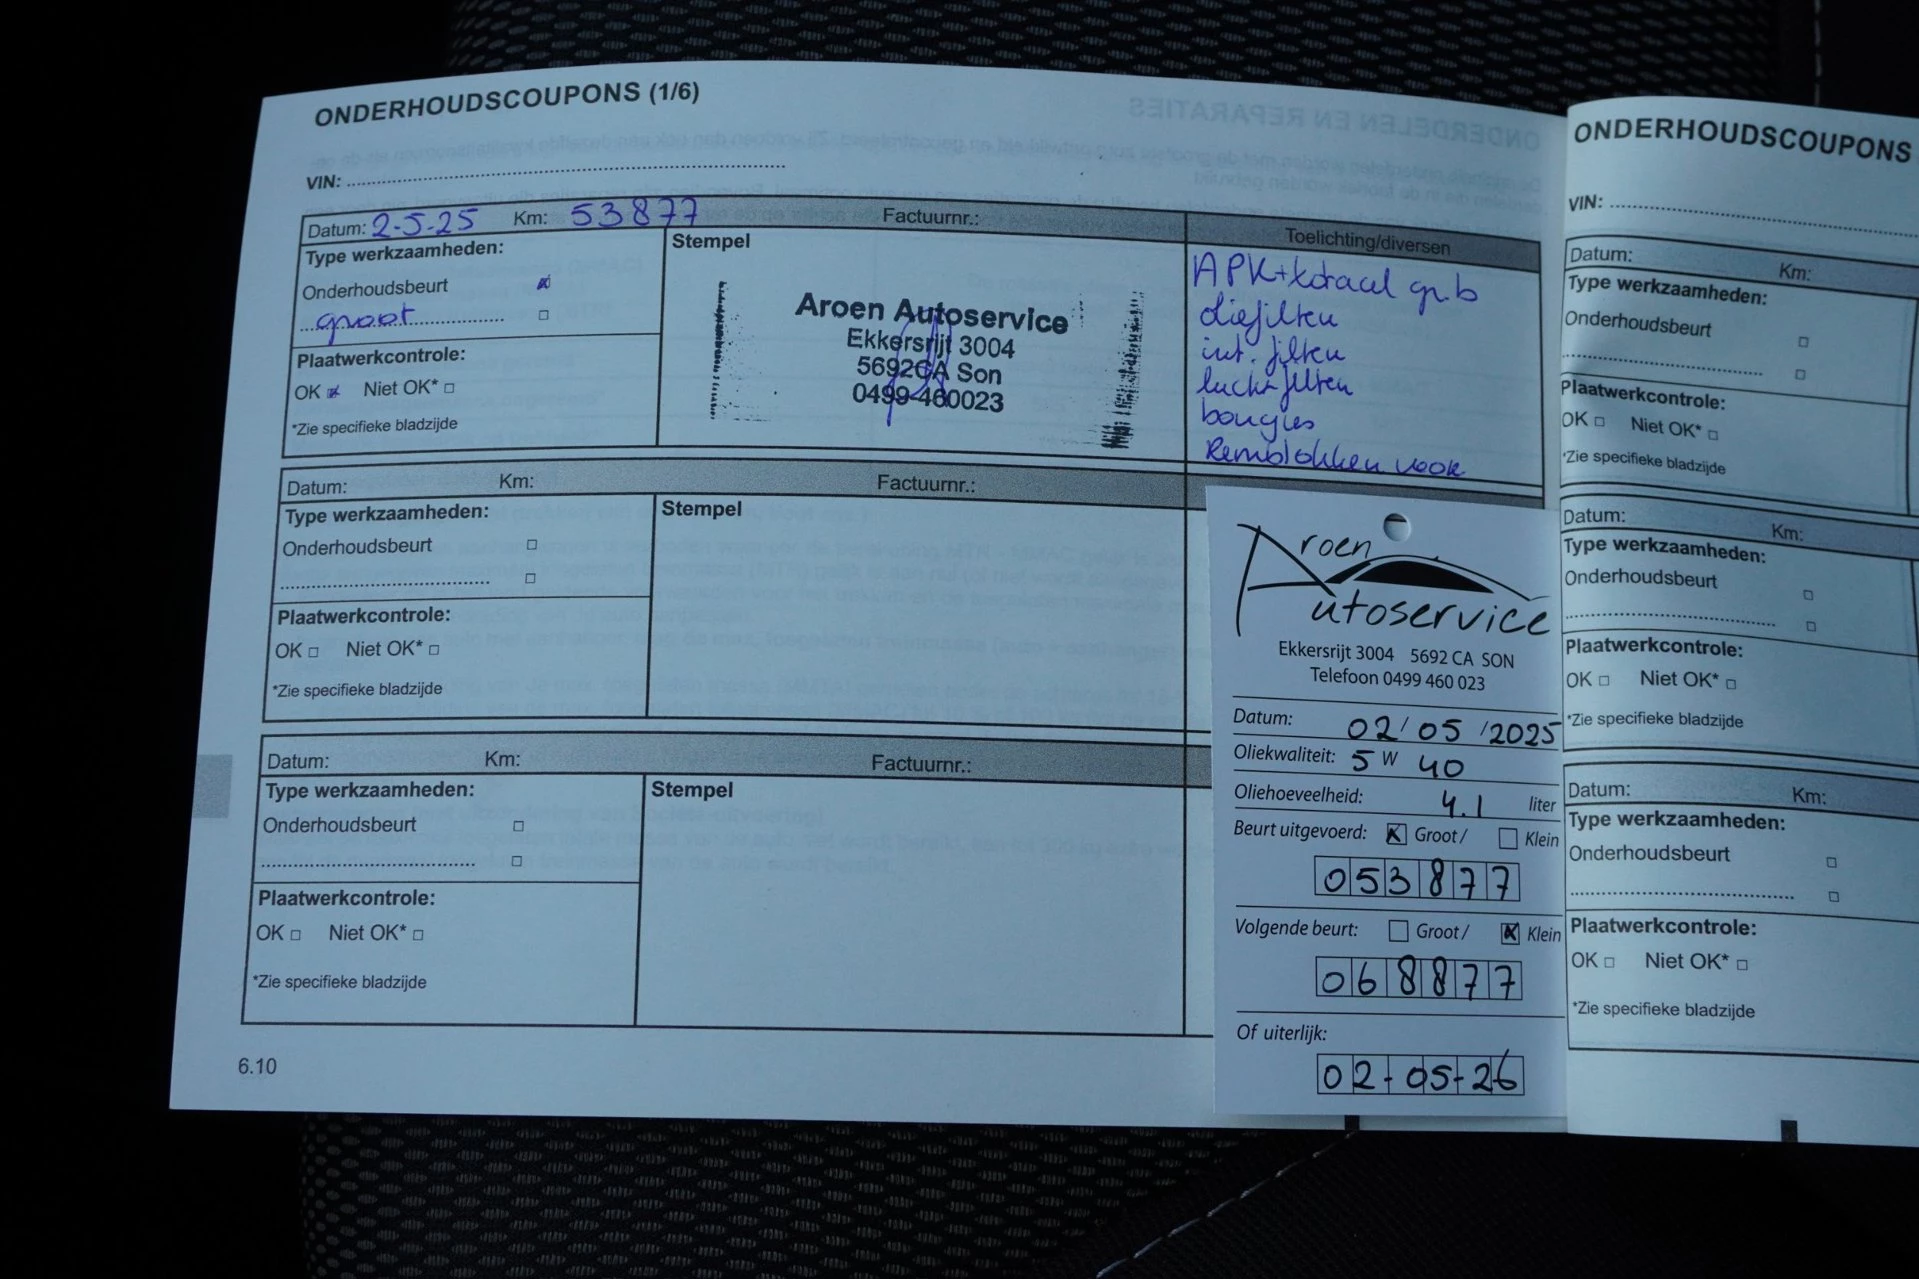 ONDERHOUDSCOUPONS (1/6)
VIN:
Datum: 2-5-25 Km: 53877 Factuurnr.:
Toelichting/diversen
Type werkzaamheden:
Onderhoudsbeurt
groot
Plaatwerkcontrole:
OK Niet OK*
*Zie specifieke bladzijde
Stempel
Aroen Autoservice
Ekkersrijt 3004
5692CA Son
0499-460023
APK+totaal gr.b
oliefilter
int. filter
luchtfilter
bougies
Remblokken voor
Datum: Km: Factuurnr.:
Type werkzaamheden:
Onderhoudsbeurt
Plaatwerkcontrole:
OK Niet OK*
*Zie specifieke bladzijde
Stempel
Datum: Km: Factuurnr.:
Type werkzaamheden:
Onderhoudsbeurt
Plaatwerkcontrole:
OK Niet OK*
*Zie specifieke bladzijde
Stempel
6.10
Aroen
Autoservice
Ekkersrijt 3004 5692 CA SON
Telefoon 0499 460 023
Datum: 02/05/2025
Oliekwaliteit: 5 W 40
Oliehoeveelheid: 4.1 liter
Beurt uitgevoerd: Groot / Klein
053877
Volgende beurt: Groot / Klein
068877
Of uiterlijk:
02-05-26
ONDERHOUDSCOUPONS
VIN:
Datum: Km:
Type werkzaamheden:
Onderhoudsbeurt
Plaatwerkcontrole:
OK Niet OK*
*Zie specifieke bladzijde
Datum: Km:
Type werkzaamheden:
Onderhoudsbeurt
Plaatwerkcontrole:
OK Niet OK*
*Zie specifieke bladzijde
Datum: Km:
Type werkzaamheden:
Onderhoudsbeurt
Plaatwerkcontrole:
OK Niet OK*
*Zie specifieke bladzijde